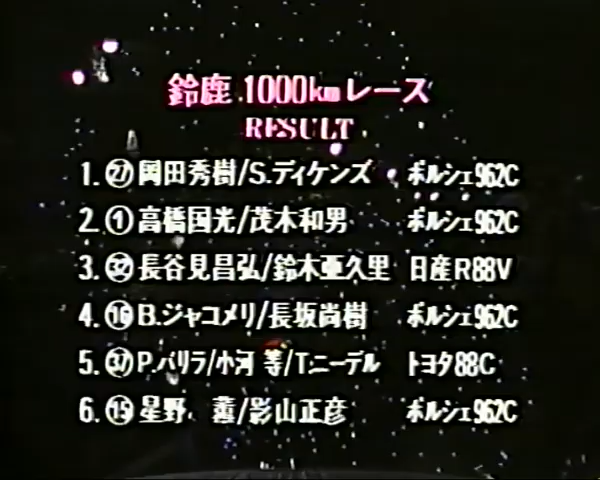 鈴鹿 1000kmレース
RESULT
1. ㉗ 岡田秀樹/S.ディケンズ ポルシェ962C
2. ① 高橋国光/茂木和男 ポルシェ962C
3. ㉜ 長谷見昌弘/鈴木亜久里 日産R88V
4. ⑯ B.ジャコメリ/長坂尚樹 ポルシェ962C
5. ㊲ P.バリラ/小河 等/T.ニーデル トヨタ88C
6. ⑮ 星野 薫/影山正彦 ポルシェ962C